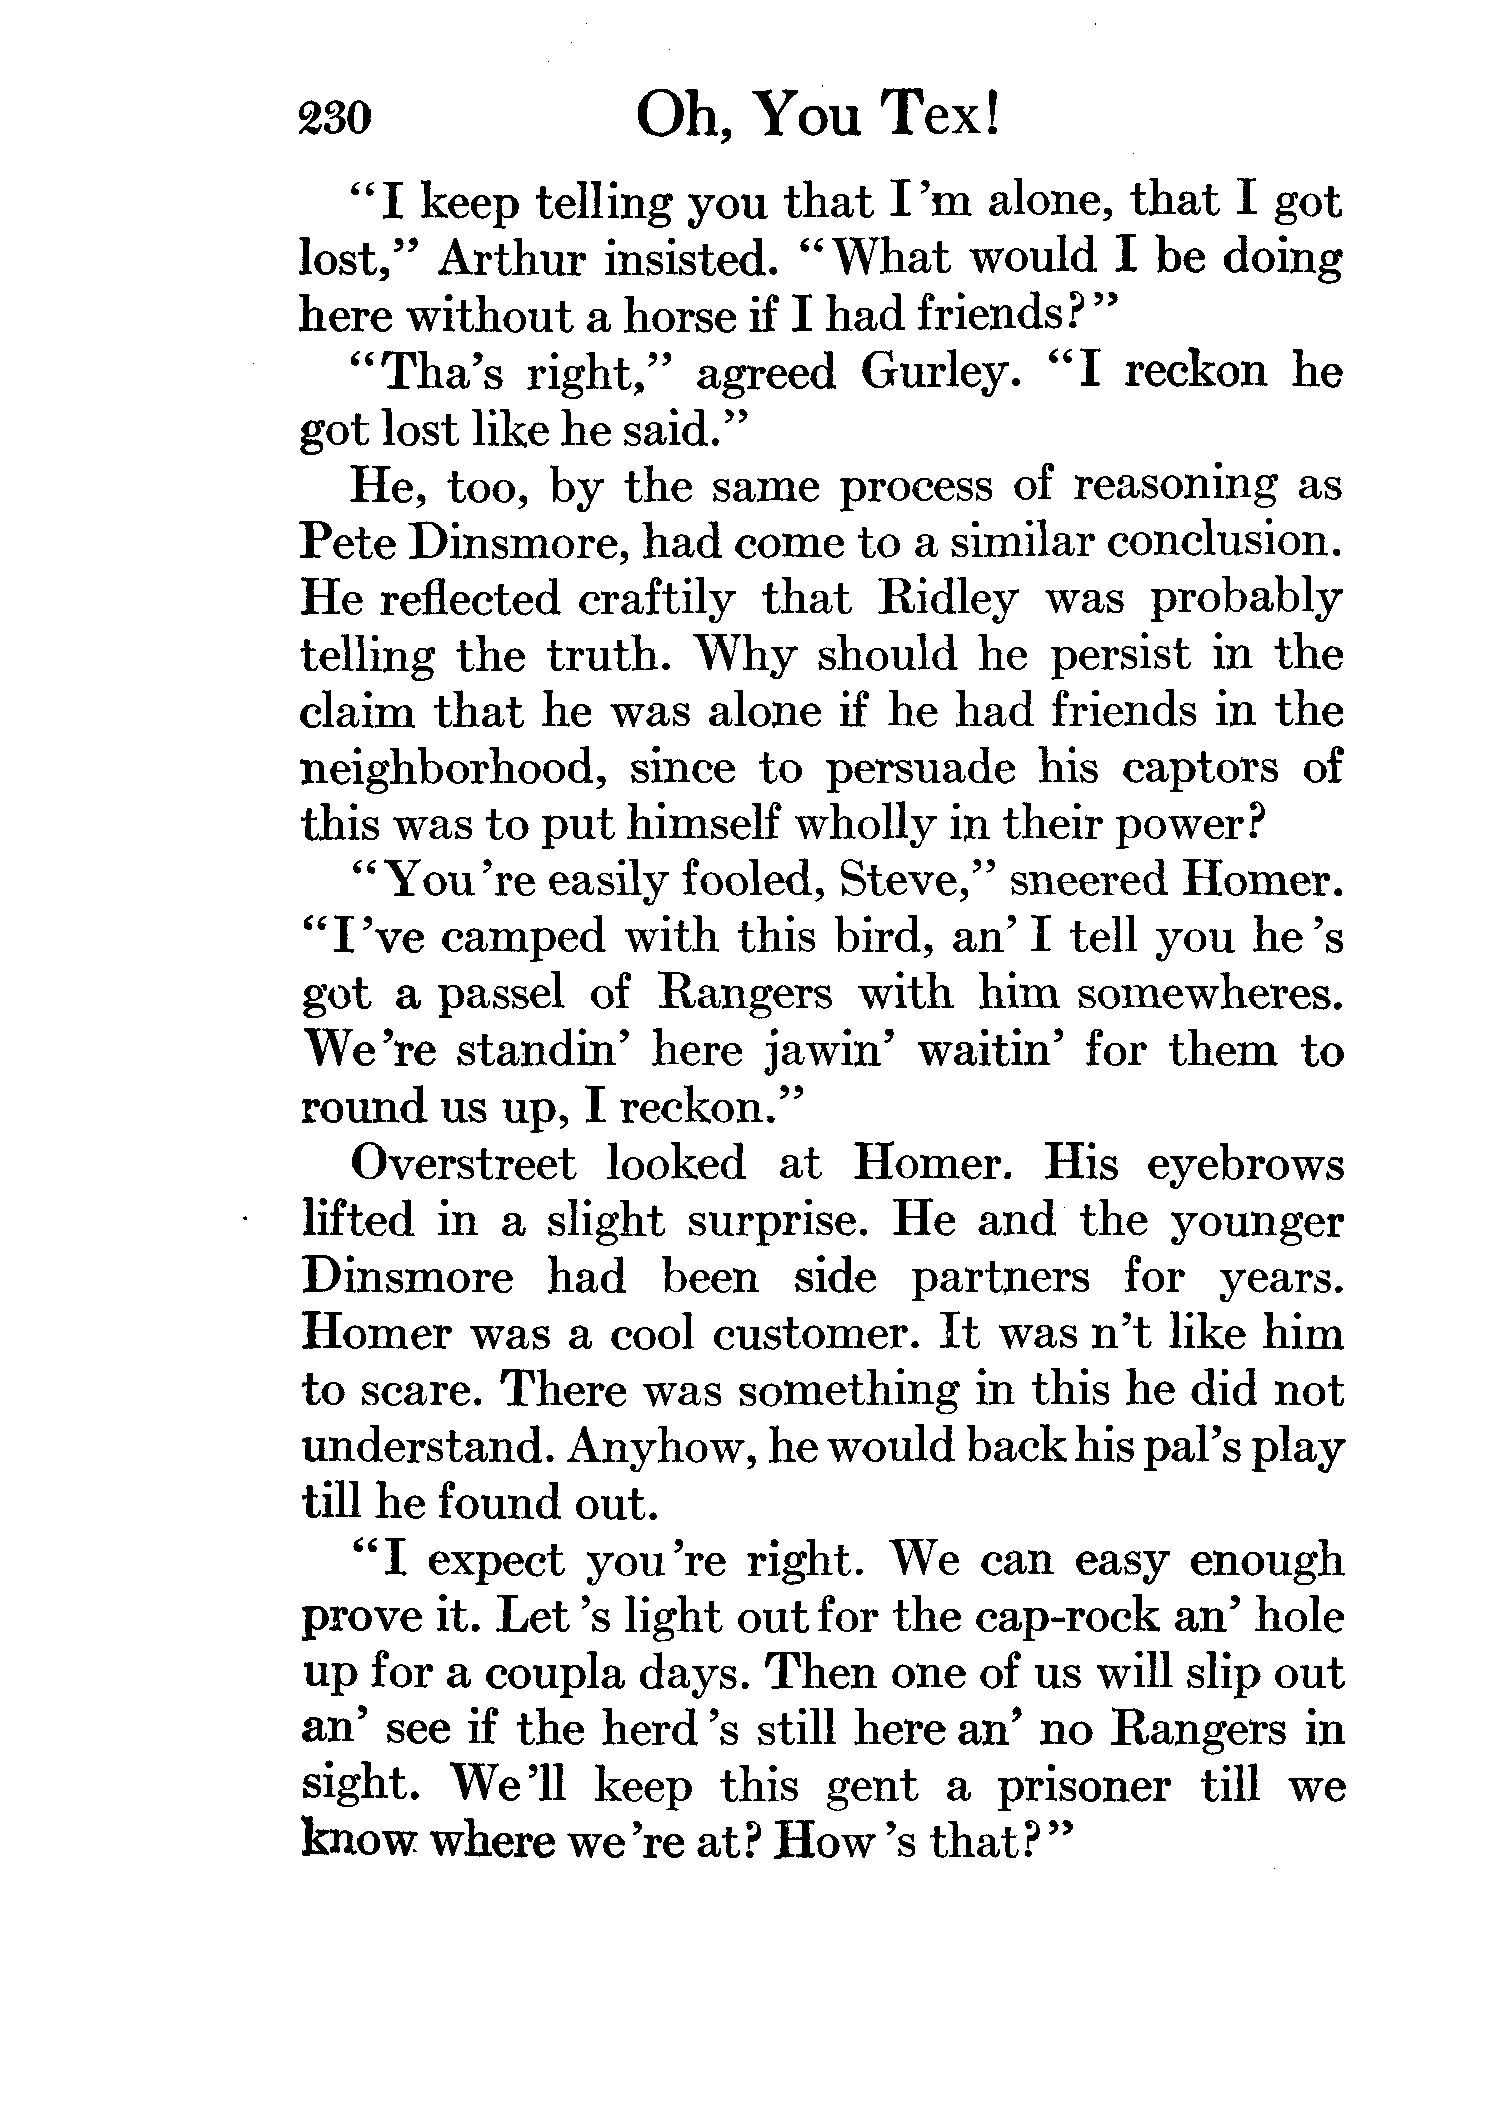 230 Oh, You Tex!
“I keep telling you that I’m alone, that I got
lost,” Arthur insisted. “What would I be doing
here without a horse if I had friends?”
“Tha’s right,” agreed Gurley. “I reckon he
got lost like he said.”
He, too, by the same process of reasoning as
Pete Dinsmore, had come to a similar conclusion.
He reflected craftily that Ridley was probably
telling the truth. Why should he persist in the
claim that he was alone if he had friends in the
neighborhood, since to persuade his captors of
this was to put himself wholly in their power?
“You’re easily fooled, Steve,” sneered Homer.
“I’ve camped with this bird, an’ I tell you he’s
got a passel of Rangers with him somewheres.
We’re standin’ here jawin’ waitin’ for them to
round us up, I reckon.”
Overstreet looked at Homer. His eyebrows
lifted in a slight surprise. He and the younger
Dinsmore had been side partners for years.
Homer was a cool customer. It was n’t like him
to scare. There was something in this he did not
understand. Anyhow, he would back his pal’s play
till he found out.
“I expect you’re right. We can easy enough
prove it. Let’s light out for the cap-rock an’ hole
up for a coupla days. Then one of us will slip out
an’ see if the herd’s still here an’ no Rangers in
sight. We’ll keep this gent a prisoner till we
know where we’re at? How’s that?”